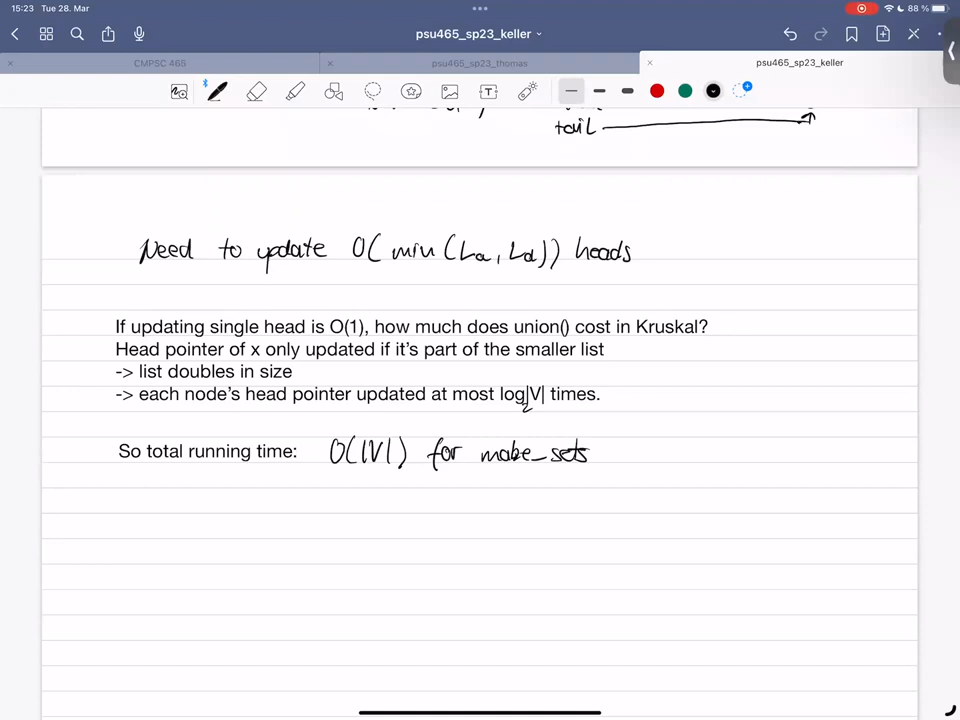 15:23 Tue 28. Mar
88 %
psu465_sp23_keller
CMPSC 465
psu465_sp23_thomas
psu465_sp23_keller
tail
Need to update O( min (La, Ld)) heads
If updating single head is O(1), how much does union() cost in Kruskal?
Head pointer of x only updated if it's part of the smaller list
-> list doubles in size
-> each node's head pointer updated at most log2|V| times.
So total running time: O(|V|) for make_sets